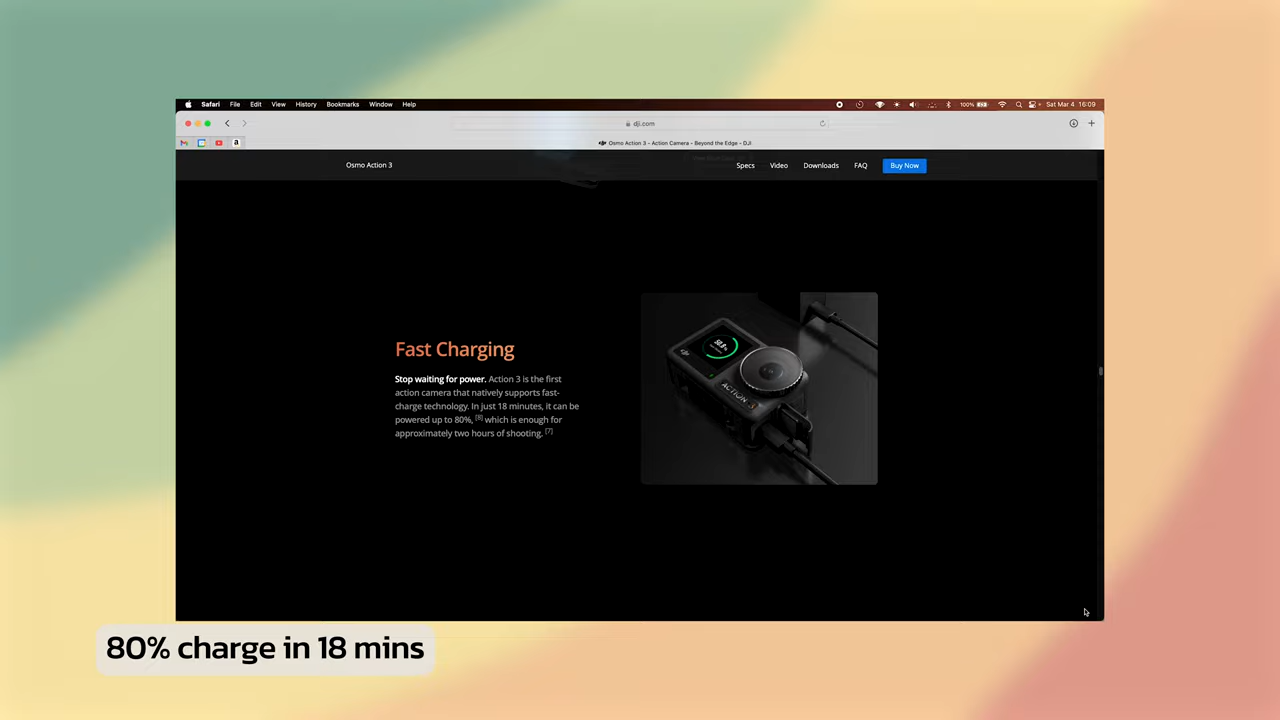 Safari File Edit View History Bookmarks Window Help 100% Sat Mar 4 16:09
dji.com
Osmo Action 3 - Action Camera - Beyond the Edge - DJI
Osmo Action 3 Specs Video Downloads FAQ Buy Now
Fast Charging
Stop waiting for power. Action 3 is the first
action camera that natively supports fast-
charge technology. In just 18 minutes, it can be
powered up to 80%, [8] which is enough for
approximately two hours of shooting. [7]
ACTION 3
80% charge in 18 mins